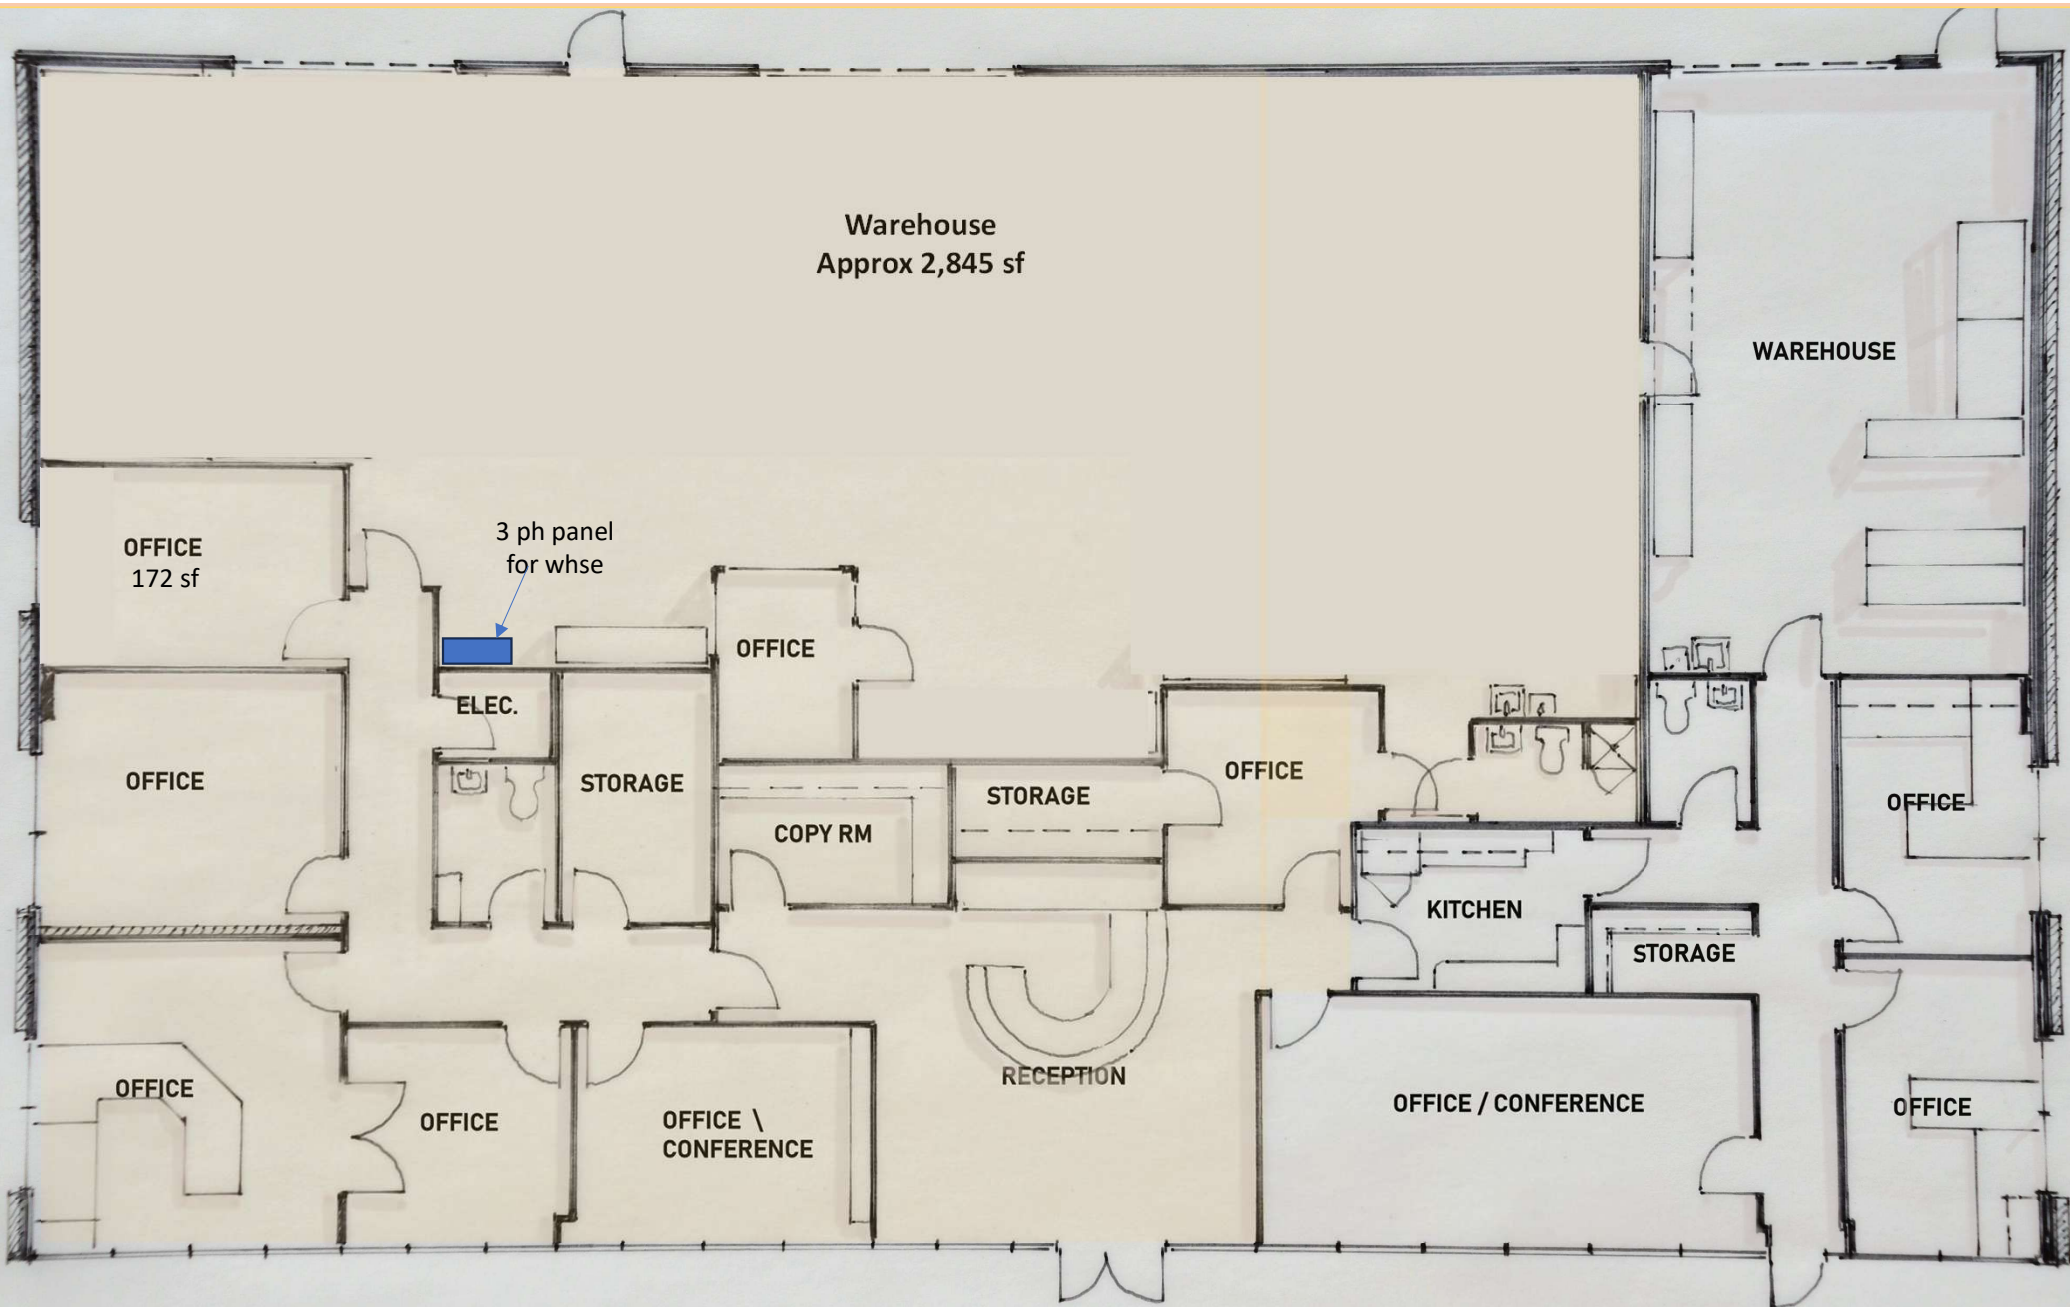 Warehouse
Approx 2,845 sf
WAREHOUSE
OFFICE
172 sf
3 ph panel
for whse
OFFICE
ELEC.
OFFICE
STORAGE
COPY RM
STORAGE
OFFICE
OFFICE
KITCHEN
STORAGE
OFFICE
OFFICE
OFFICE \
CONFERENCE
RECEPTION
OFFICE / CONFERENCE
OFFICE